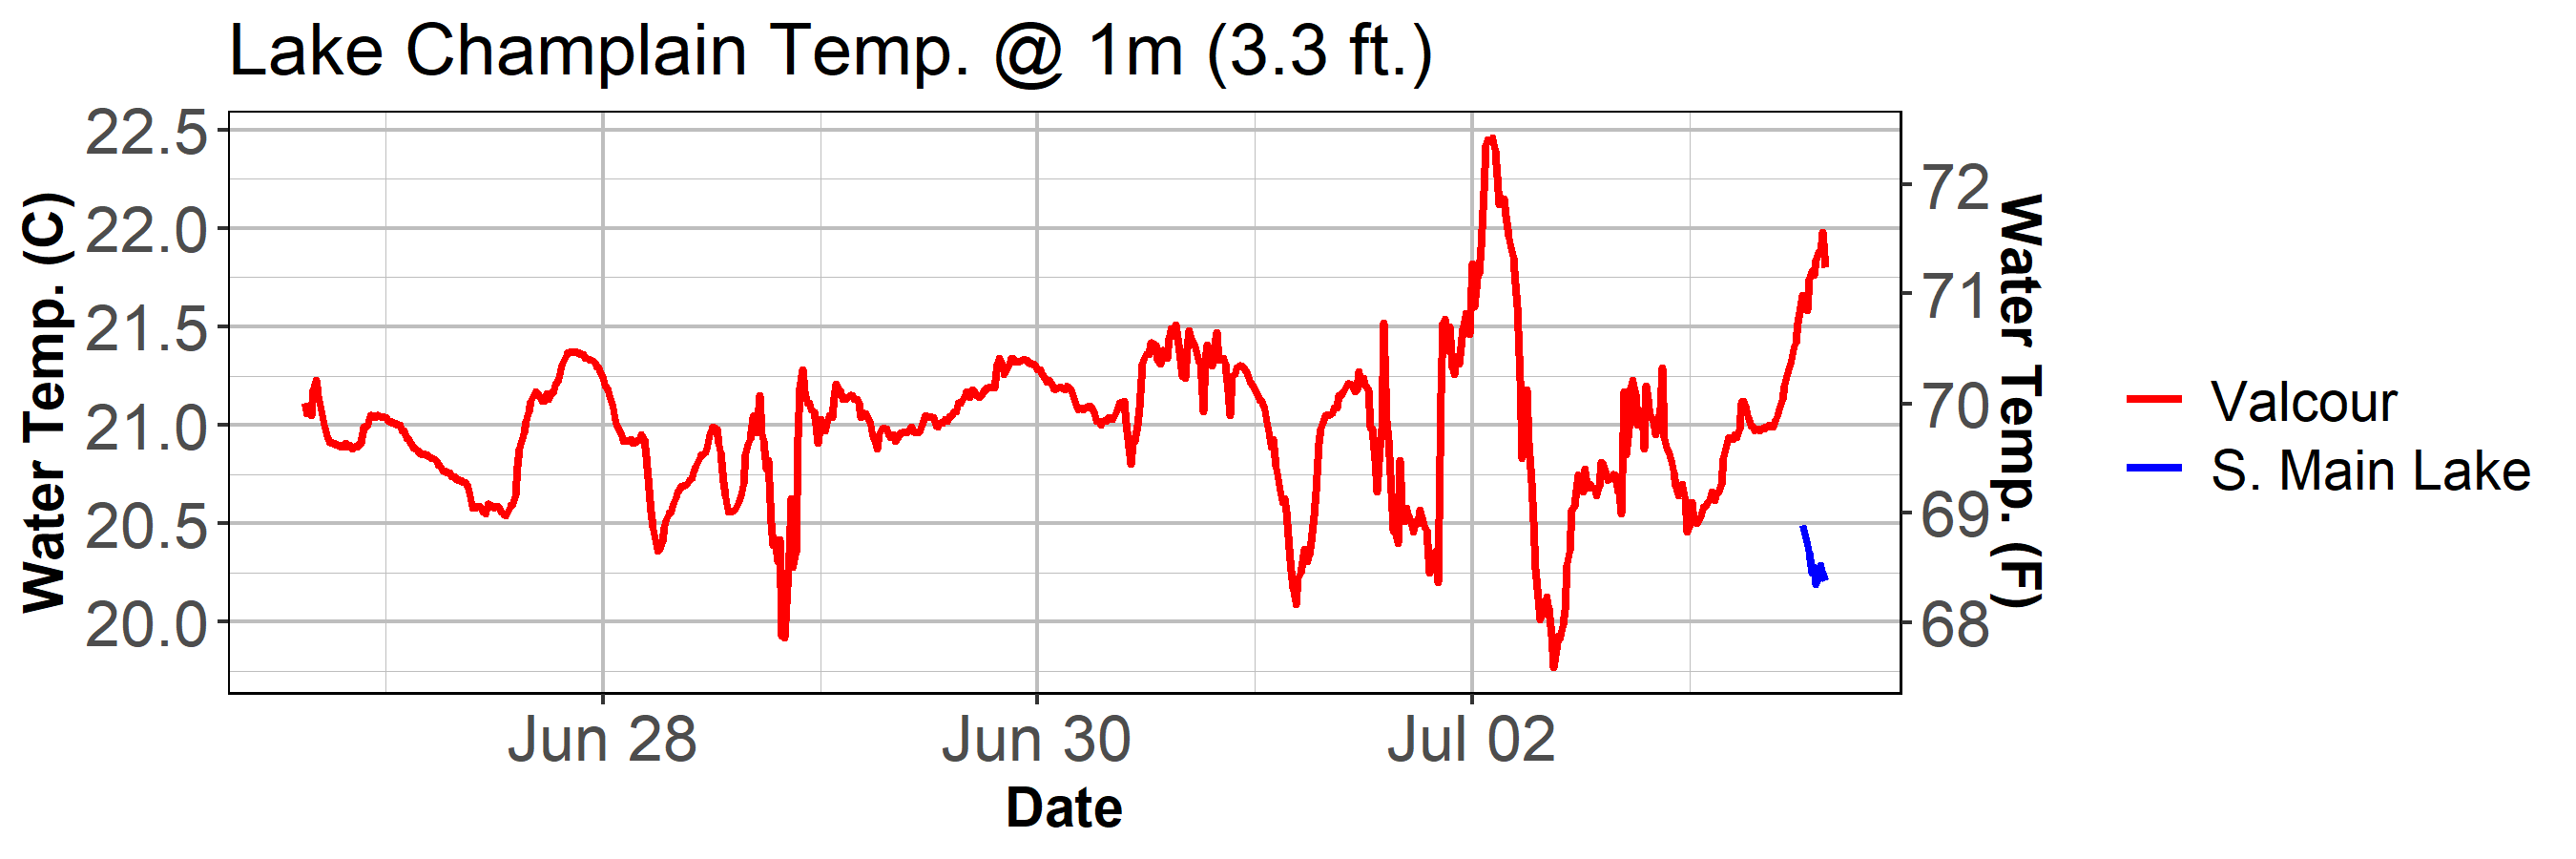 Lake Champlain Temp. @ 1m (3.3 ft.)
Water Temp. (C)
22.5
22.0
21.5
21.0
20.5
20.0
72
71
70
69
68
Water Temp. (F)
Jun 28
Jun 30
Jul 02
Date
Valcour
S. Main Lake